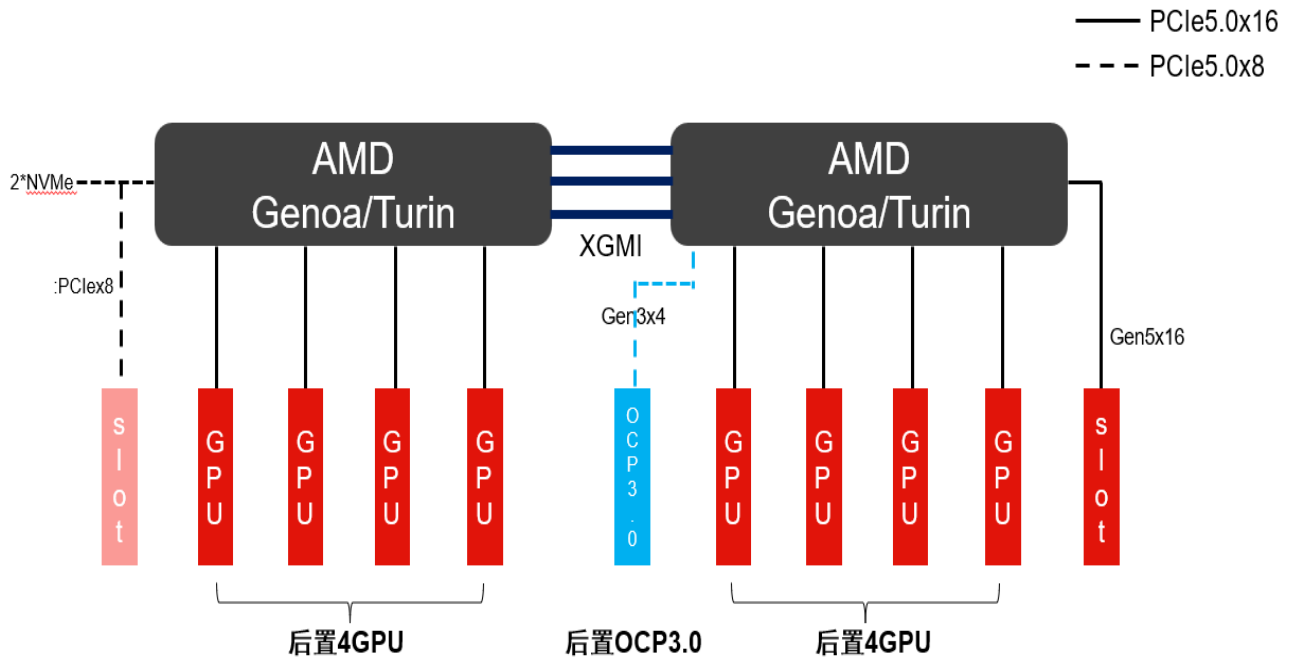 PCIe5.0x16
PCIe5.0x8
AMD
Genoa/Turin
AMD
Genoa/Turin
2*NVMe
XGMI
:PCIex8
Gen3x4
Gen5x16
slot
GPU
GPU
GPU
GPU
OCP3.0
GPU
GPU
GPU
GPU
slot
后置4GPU
后置OCP3.0
后置4GPU